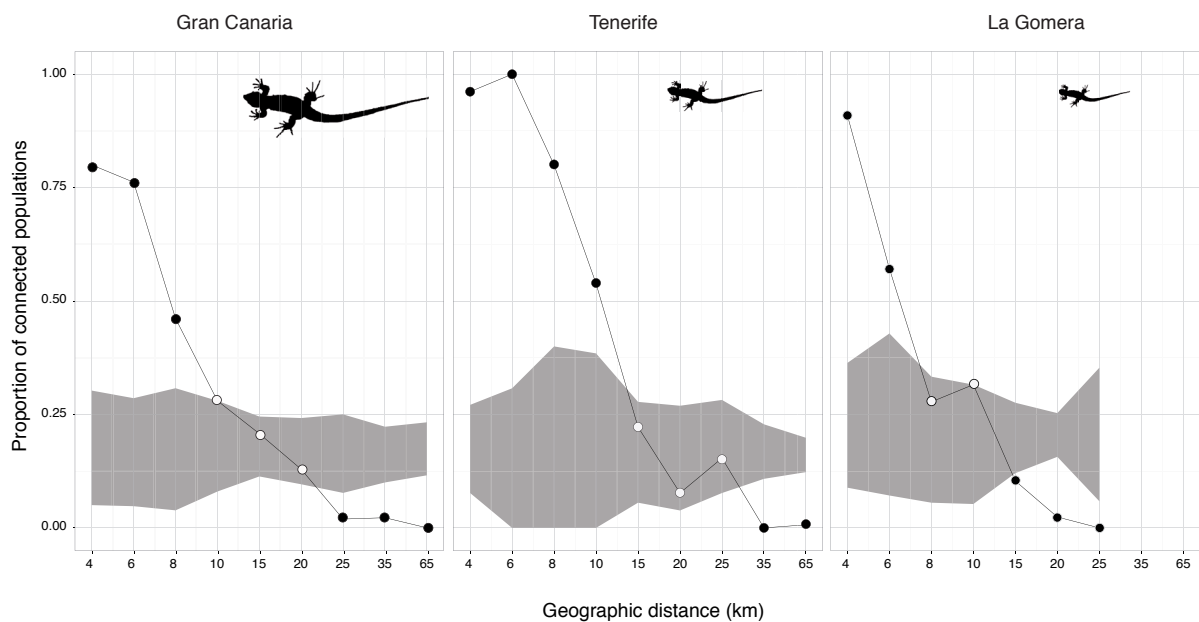 Gran Canaria
Tenerife
La Gomera
Proportion of connected populations
1.00
0.75
0.50
0.25
0.00
4 6 8 10 15 20 25 35 65
4 6 8 10 15 20 25 35 65
4 6 8 10 15 20 25 35 65
Geographic distance (km)